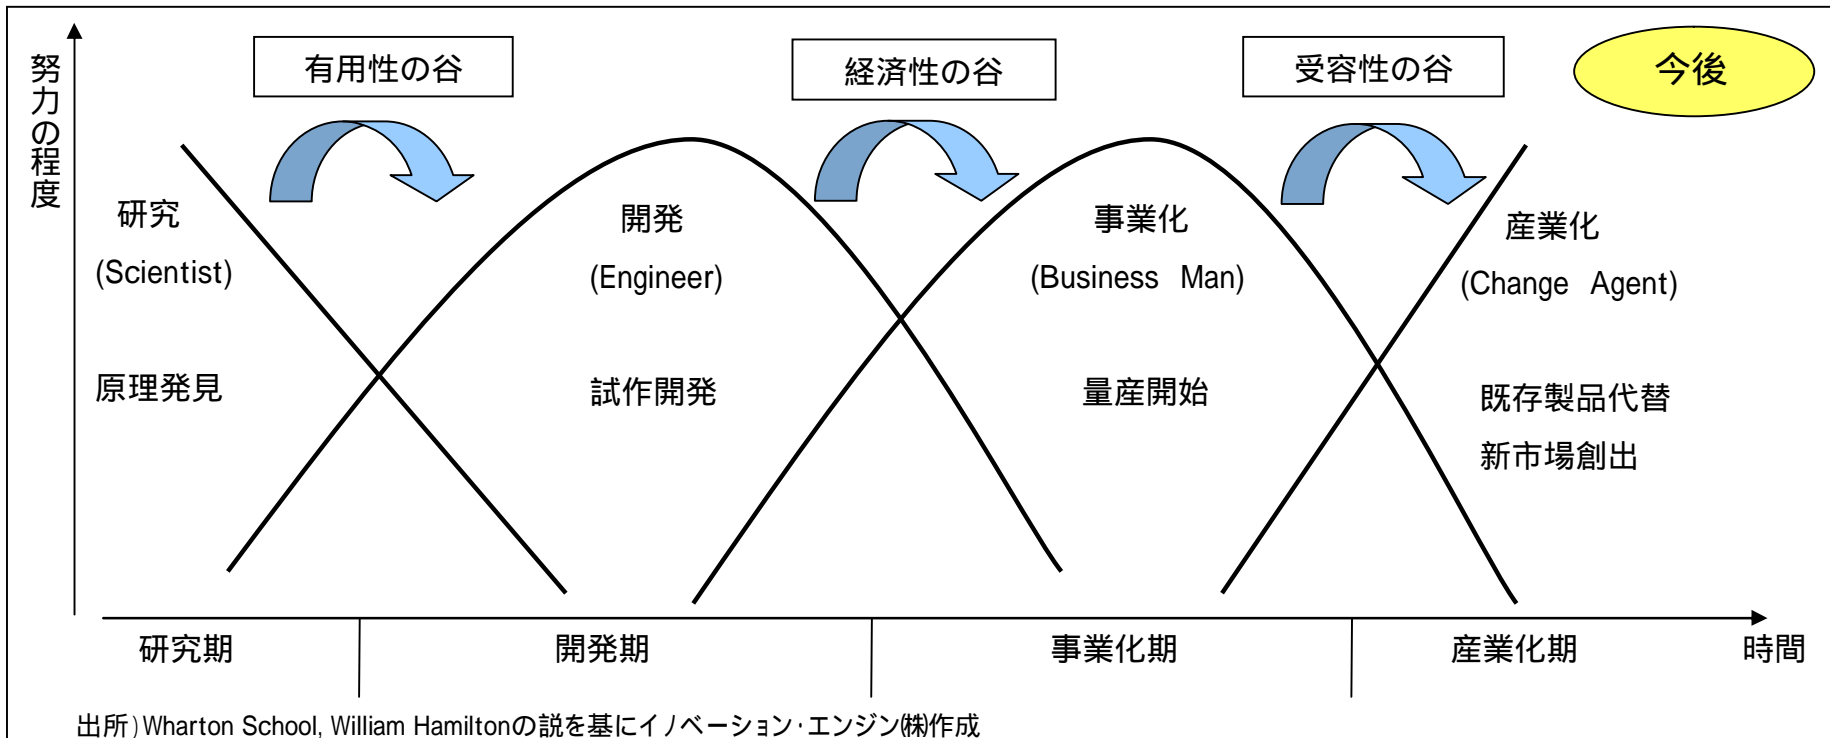 努力の程度
有用性の谷
経済性の谷
受容性の谷
今後
研究
(Scientist)
原理発見
開発
(Engineer)
試作開発
事業化
(Business Man)
量産開始
産業化
(Change Agent)
既存製品代替
新市場創出
研究期
開発期
事業化期
産業化期
時間
出所)Wharton School, William Hamiltonの説を基にイノベーション・エンジン㈱作成